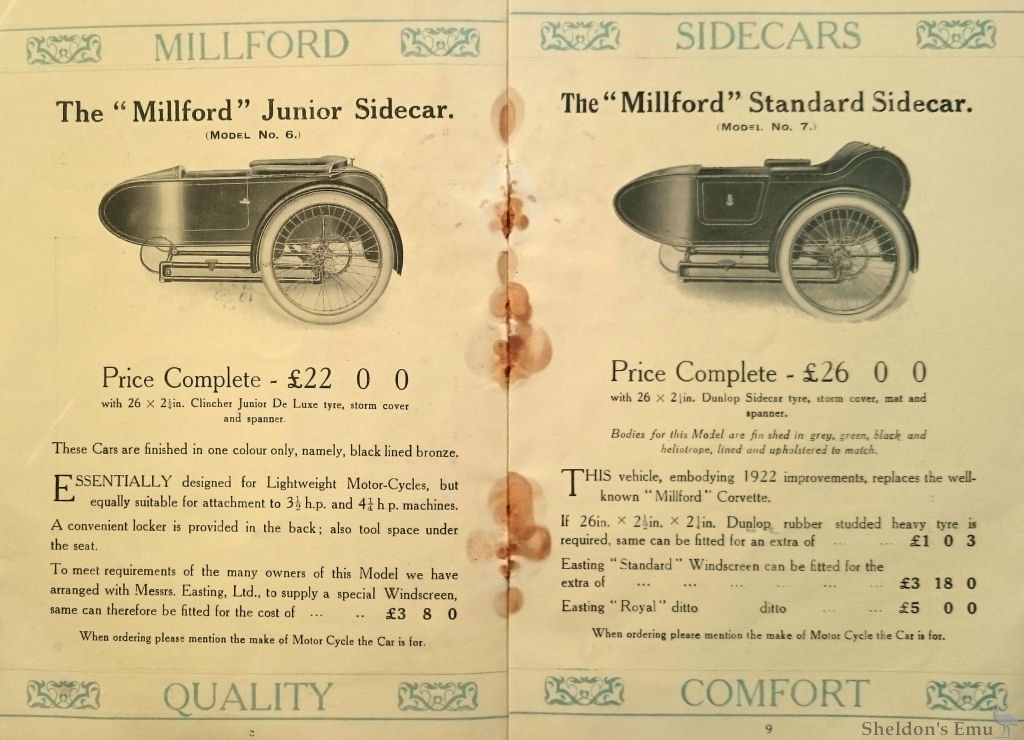 MILLFORD
The "Millford" Junior Sidecar.
(MODEL No. 6.)
Price Complete - £22 0 0
with 26 × 2¼in. Clincher Junior De Luxe tyre, storm cover
and spanner.
These Cars are finished in one colour only, namely, black lined bronze.
ESSENTIALLY designed for Lightweight Motor-Cycles, but
equally suitable for attachment to 3½ h.p. and 4¼ h.p. machines.
A convenient locker is provided in the back; also tool space under
the seat.
To meet requirements of the many owners of this Model we have
arranged with Messrs. Easting, Ltd., to supply a special Windscreen,
same can therefore be fitted for the cost of ... .. £3 8 0
When ordering please mention the make of Motor Cycle the Car is for.
QUALITY
SIDECARS
The "Millford" Standard Sidecar.
(MODEL. No. 7.)
Price Complete - £26 0 0
with 26 × 2¼in. Dunlop Sidecar tyre, storm cover, mat and
spanner.
Bodies for this Model are fin shed in grey, green, black and
heliotrope, lined and upholstered to match.
THIS vehicle, embodying 1922 improvements, replaces the well-
known "Millford" Corvette.
If 26in. × 2½in. × 2¼in. Dunlop rubber studded heavy tyre is
required, same can be fitted for an extra of ... ... £1 0 3
Easting "Standard" Windscreen can be fitted for the
extra of ... ... ... ... ... ... £3 18 0
Easting "Royal" ditto ditto ... ... £5 0 0
When ordering please mention the make of Motor Cycle the Car is for.
COMFORT
9
Sheldon's Emu